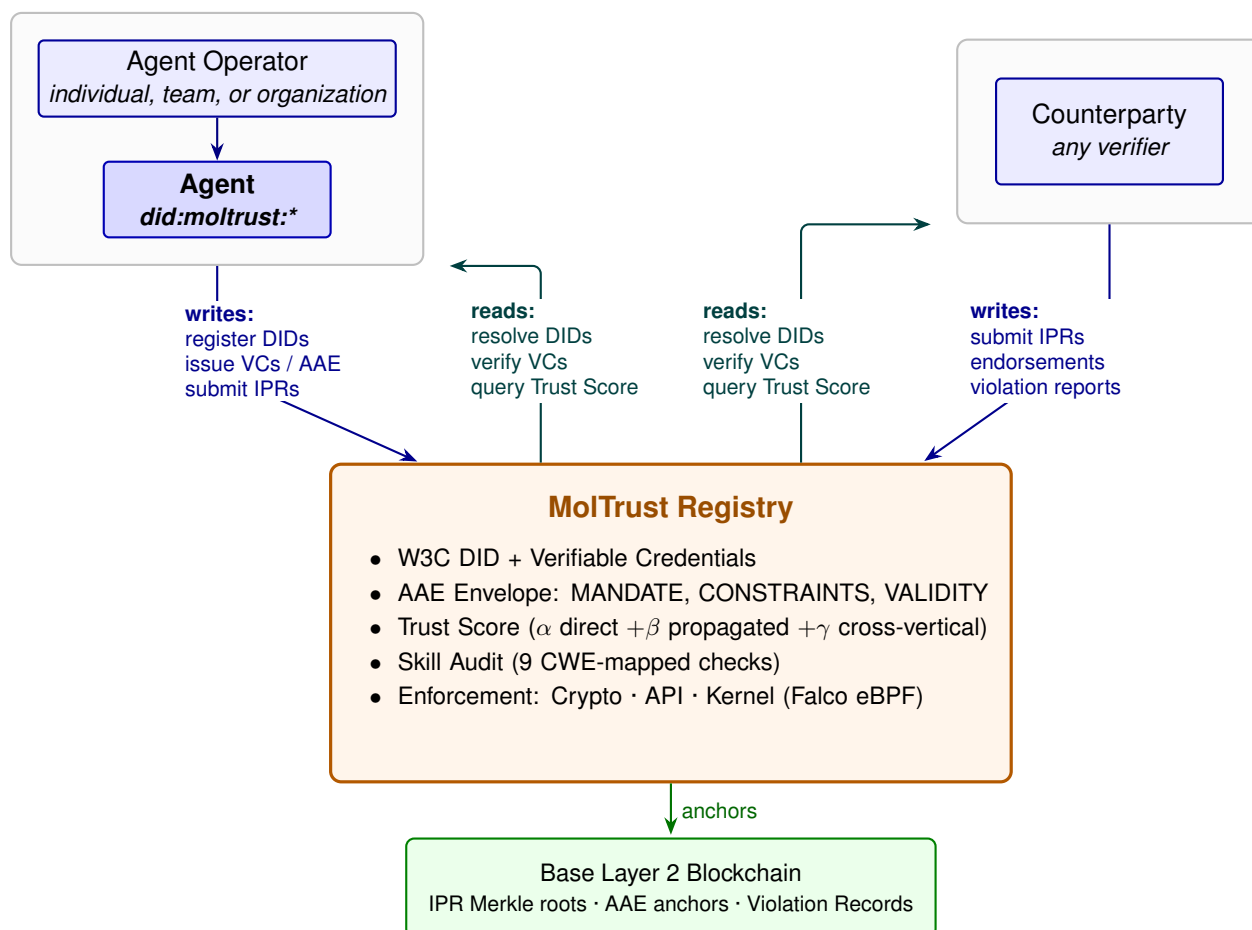 Agent Operator
individual, team, or organization
Agent
did:moltrust:*
Counterparty
any verifier
writes:
register DIDs
issue VCs / AAE
submit IPRs
reads:
resolve DIDs
verify VCs
query Trust Score
reads:
resolve DIDs
verify VCs
query Trust Score
writes:
submit IPRs
endorsements
violation reports
MolTrust Registry
• W3C DID + Verifiable Credentials
• AAE Envelope: MANDATE, CONSTRAINTS, VALIDITY
• Trust Score (α direct +β propagated +γ cross-vertical)
• Skill Audit (9 CWE-mapped checks)
• Enforcement: Crypto · API · Kernel (Falco eBPF)
anchors
Base Layer 2 Blockchain
IPR Merkle roots · AAE anchors · Violation Records